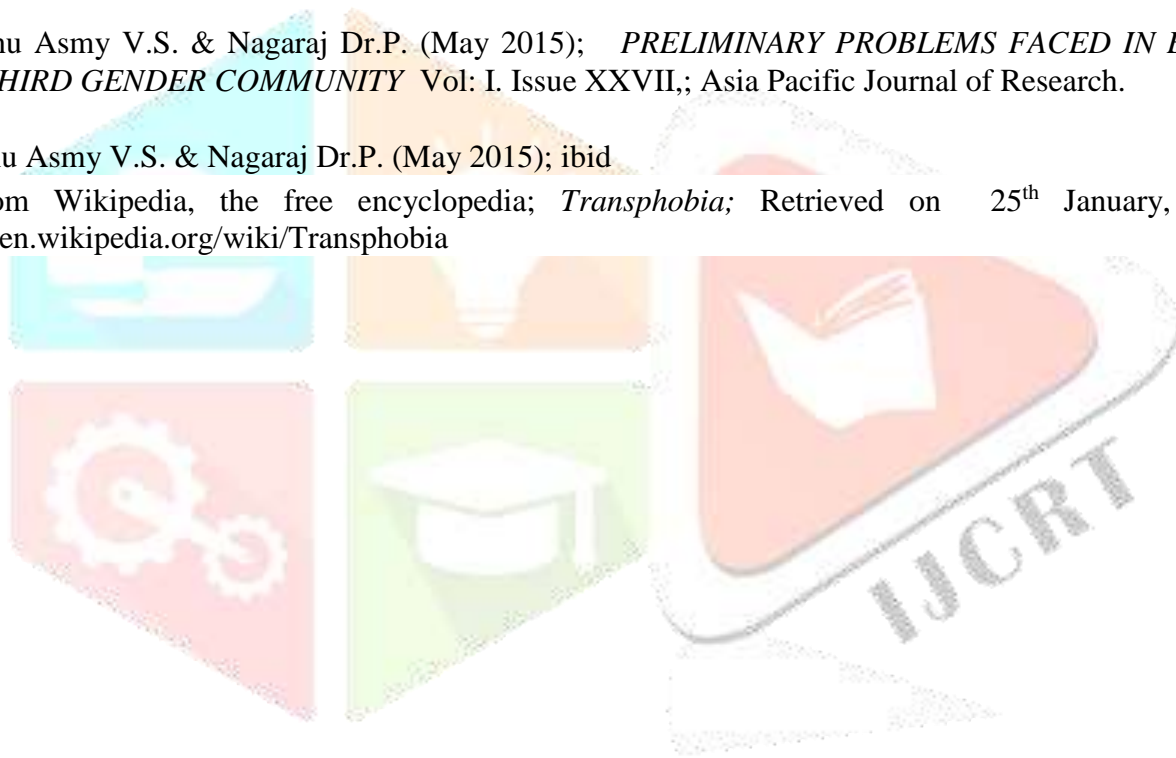 nu Asmy V.S. & Nagaraj Dr.P. (May 2015); PRELIMINARY PROBLEMS FACED IN
HIRD GENDER COMMUNITY Vol: I. Issue XXVII,; Asia Pacific Journal of Research.
u Asmy V.S. & Nagaraj Dr.P. (May 2015); ibid
om Wikipedia, the free encyclopedia; Transphobia; Retrieved on 25th January,
en.wikipedia.org/wiki/Transphobia
IJCRT